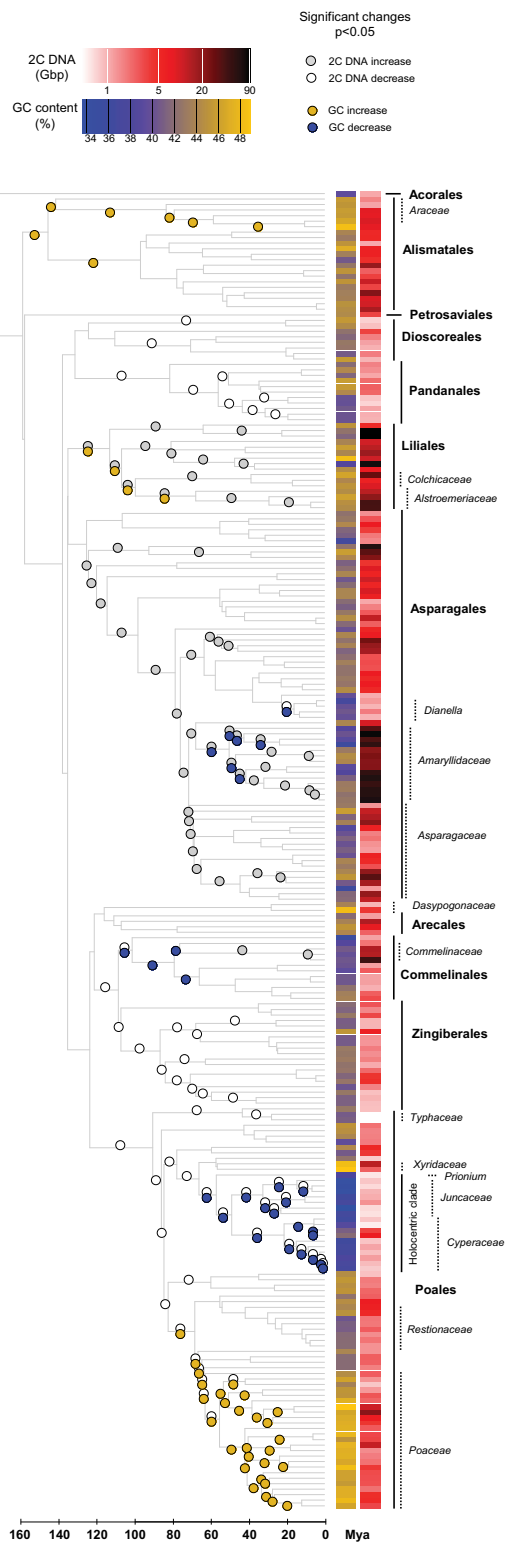 Significant changes
p<0.05
2C DNA
(Gbp)
1 5 20 90
GC content
(%)
34 36 38 40 42 44 46 48
2C DNA increase
2C DNA decrease
GC increase
GC decrease
Acorales
Araceae
Alismatales
Petrosaviales
Dioscoreales
Pandanales
Liliales
Colchicaceae
Alstroemeriaceae
Asparagales
Dianella
Amaryllidaceae
Asparagaceae
Dasypogonaceae
Arecales
Commelinaceae
Commelinales
Zingiberales
Typhaceae
Xyridaceae
Prionium
Holocentric clade
Juncaceae
Cyperaceae
Poales
Restionaceae
Poaceae
160 140 120 100 80 60 40 20 0 Mya